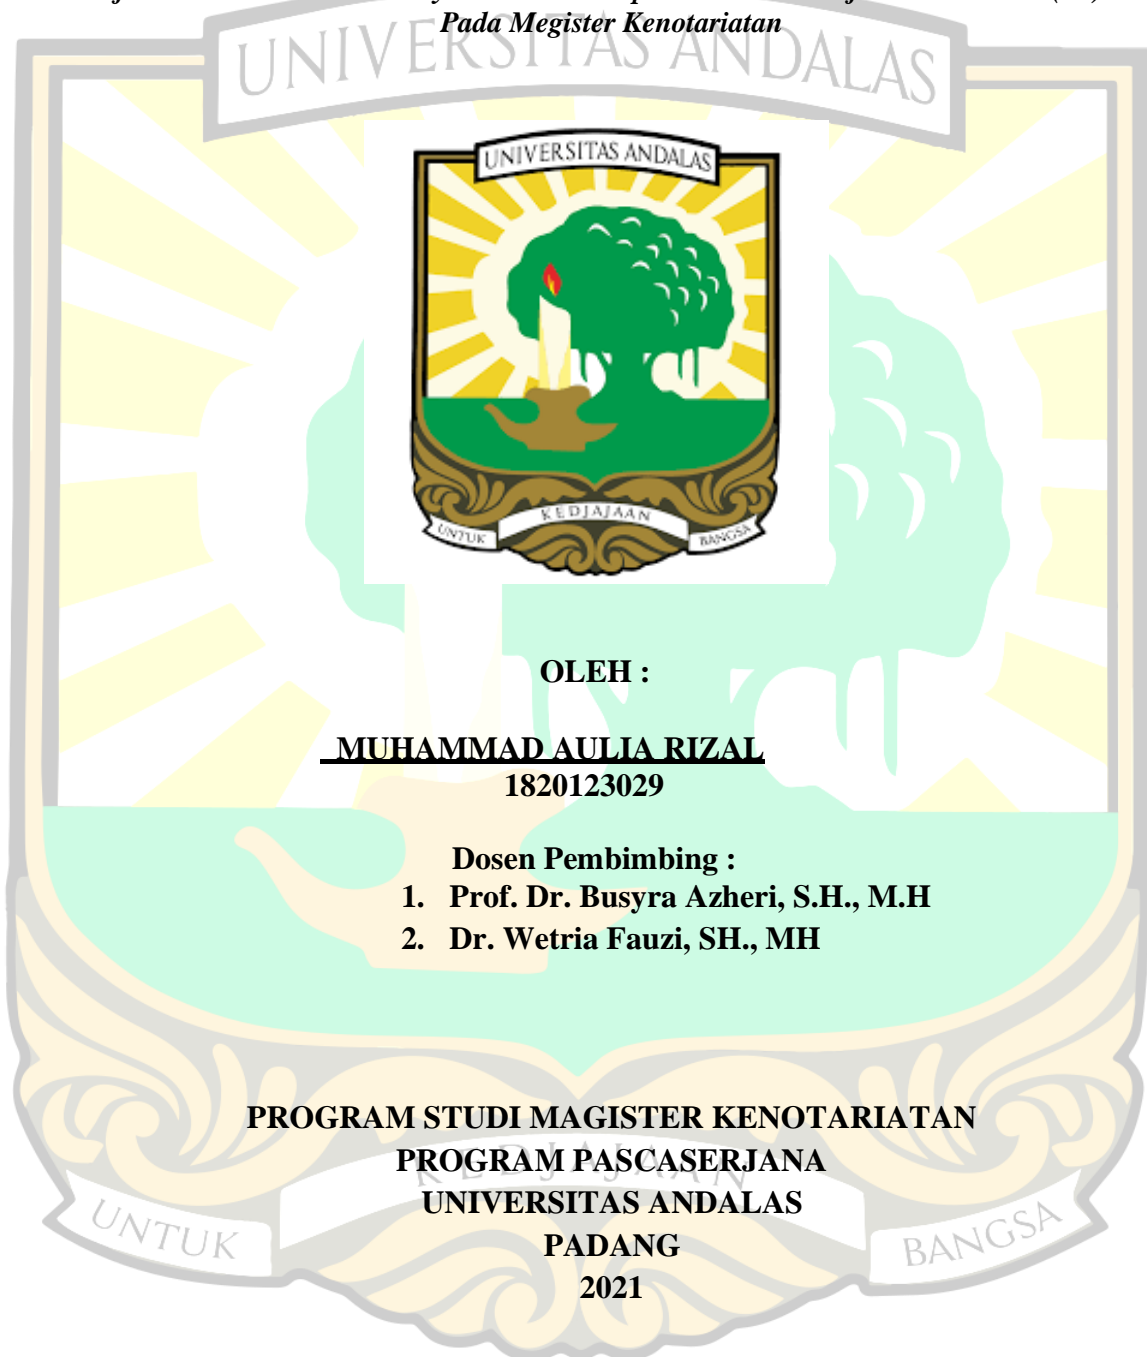 Pada Megister Kenotariatan
UNIVERSITAS ANDALAS
UNIVERSITAS ANDALAS
KEDJAJAAN
UNTUK BANGSA
OLEH :
MUHAMMAD AULIA RIZAL
1820123029
Dosen Pembimbing :
1. Prof. Dr. Busyra Azheri, S.H., M.H
2. Dr. Wetria Fauzi, SH., MH
PROGRAM STUDI MAGISTER KENOTARIATAN
PROGRAM PASCASERJANA
KEDJAJAAN
UNIVERSITAS ANDALAS
UNTUK BANGSA
PADANG
2021